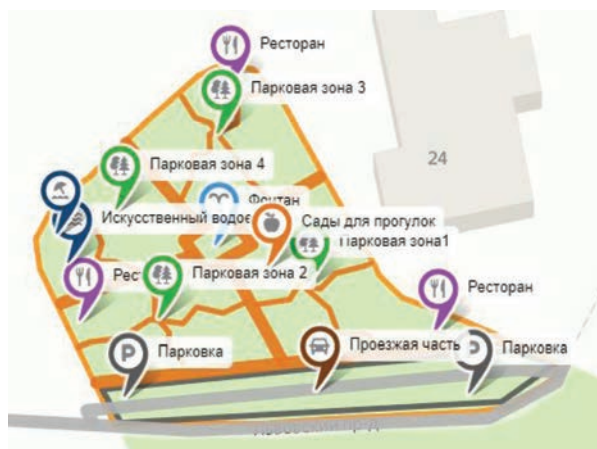 Ресторан
Парковая зона 3
24
Парковая зона 4
Фонтан
Искусственный водое
Сады для прогулок
Парковая зона1
Рес
Парковая зона 2
Ресторан
Парковка
P
Проезжая часть
Парковка